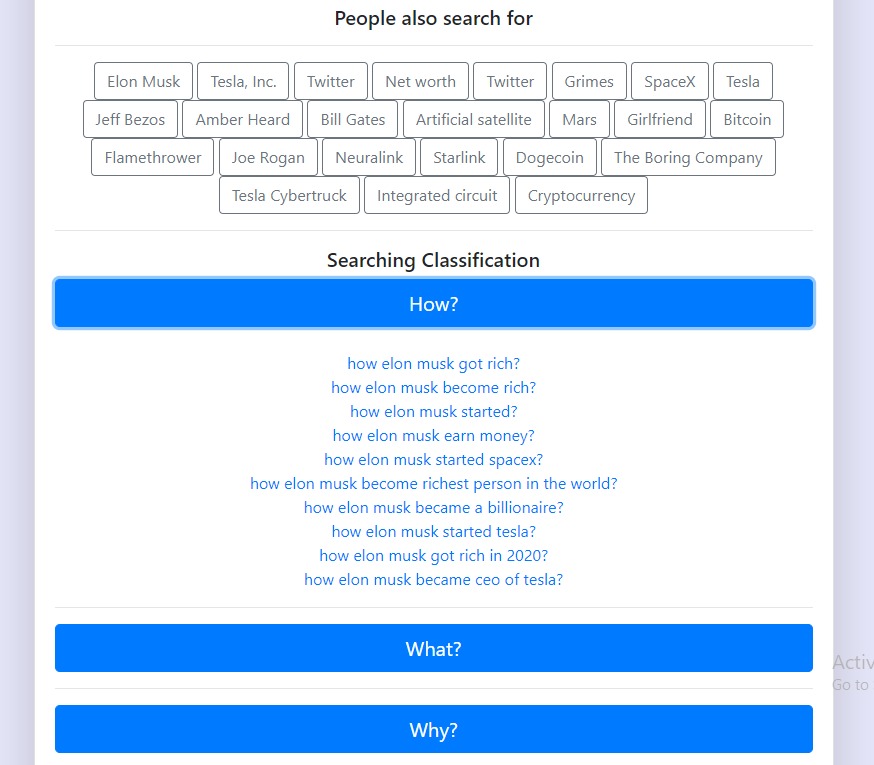 People also search for
Elon Musk Tesla, Inc. Twitter Net worth Twitter Grimes SpaceX Tesla
Jeff Bezos Amber Heard Bill Gates Artificial satellite Mars Girlfriend Bitcoin
Flamethrower Joe Rogan Neuralink Starlink Dogecoin The Boring Company
Tesla Cybertruck Integrated circuit Cryptocurrency
Searching Classification
How?
how elon musk got rich?
how elon musk become rich?
how elon musk started?
how elon musk earn money?
how elon musk started spacex?
how elon musk become richest person in the world?
how elon musk became a billionaire?
how elon musk started tesla?
how elon musk got rich in 2020?
how elon musk became ceo of tesla?
What?
Activ
Go to
Why?